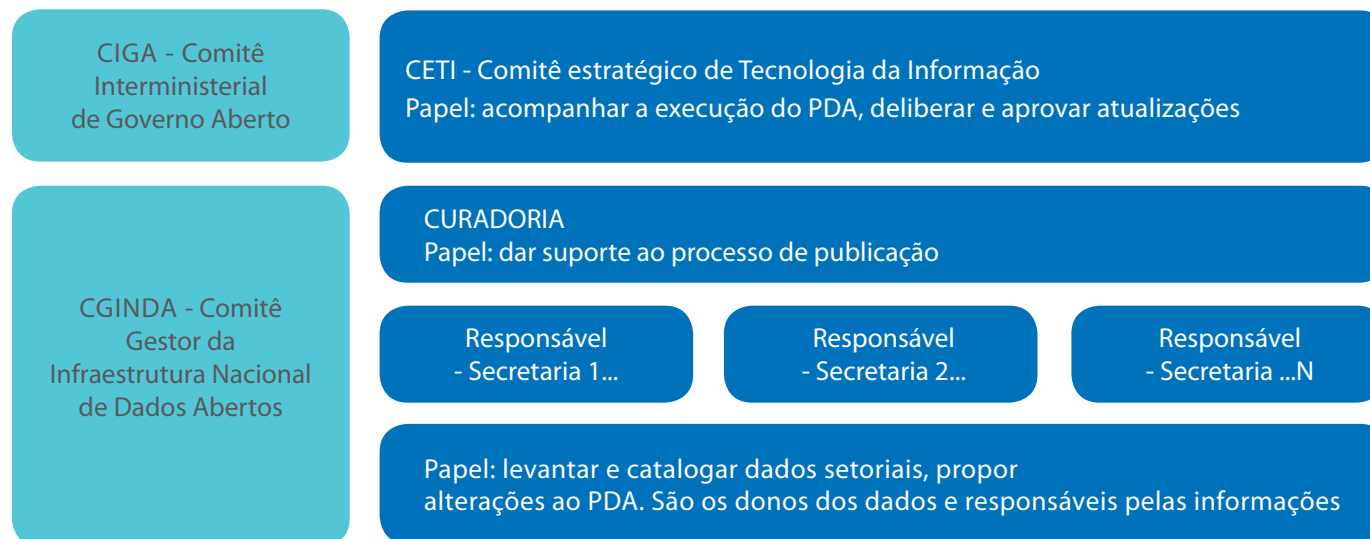 CIGA - Comitê
Interministerial
de Governo Aberto
CETI - Comitê estratégico de Tecnologia da Informação
Papel: acompanhar a execução do PDA, deliberar e aprovar atualizações
CGINDA - Comitê
Gestor da
Infraestrutura Nacional
de Dados Abertos
CURADORIA
Papel: dar suporte ao processo de publicação
Responsável
- Secretaria 1...
Responsável
- Secretaria 2...
Responsável
- Secretaria ...N
Papel: levantar e catalogar dados setoriais, propor
alterações ao PDA. São os donos dos dados e responsáveis pelas informações